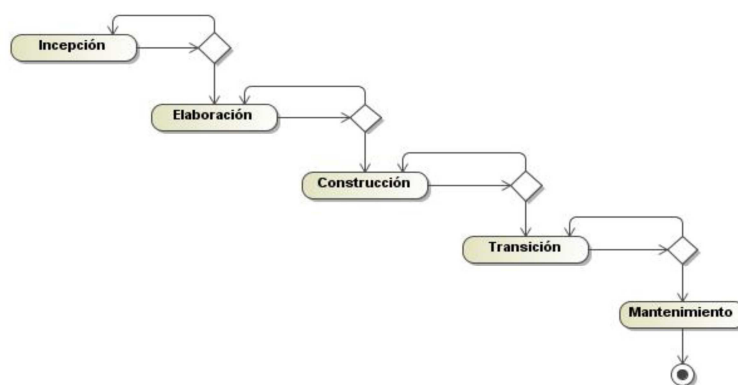 Incepción
Elaboración
Construcción
Transición
Mantenimiento